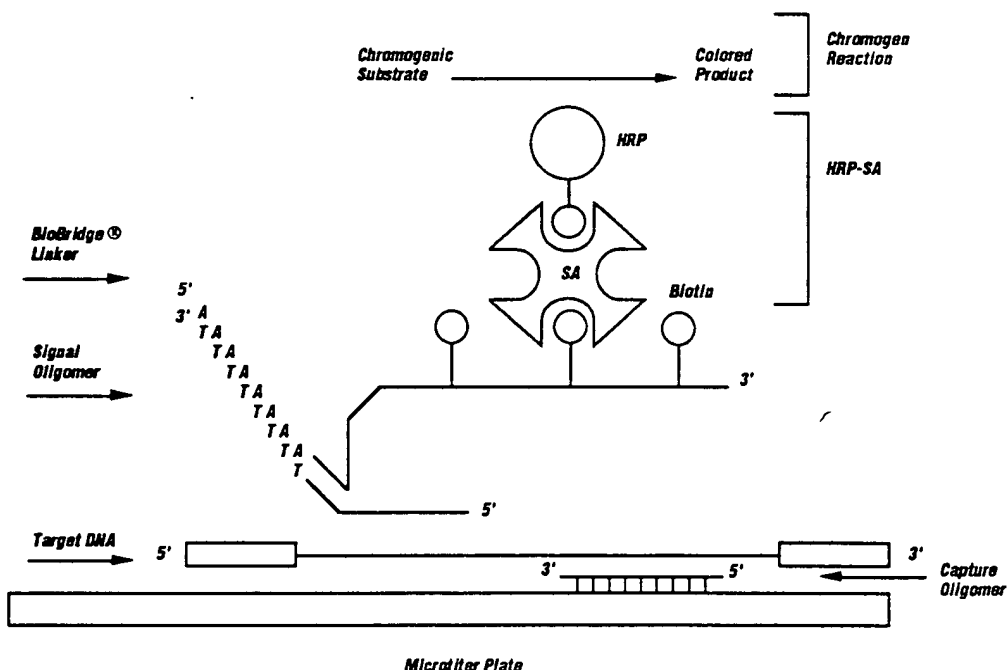 Chromogenic
Substrate
Colored
Product
Chromogen
Reaction
HRP
HRP-SA
BioBridge®
Linker
SA
Biotin
5'
3' A
T A
T A
T A
T A
T A
T A
T A
T
Signal
Oligomer
3'
5'
Target DNA
5'
3'
3'
5'
Capture
Oligomer
Microtiter Plate